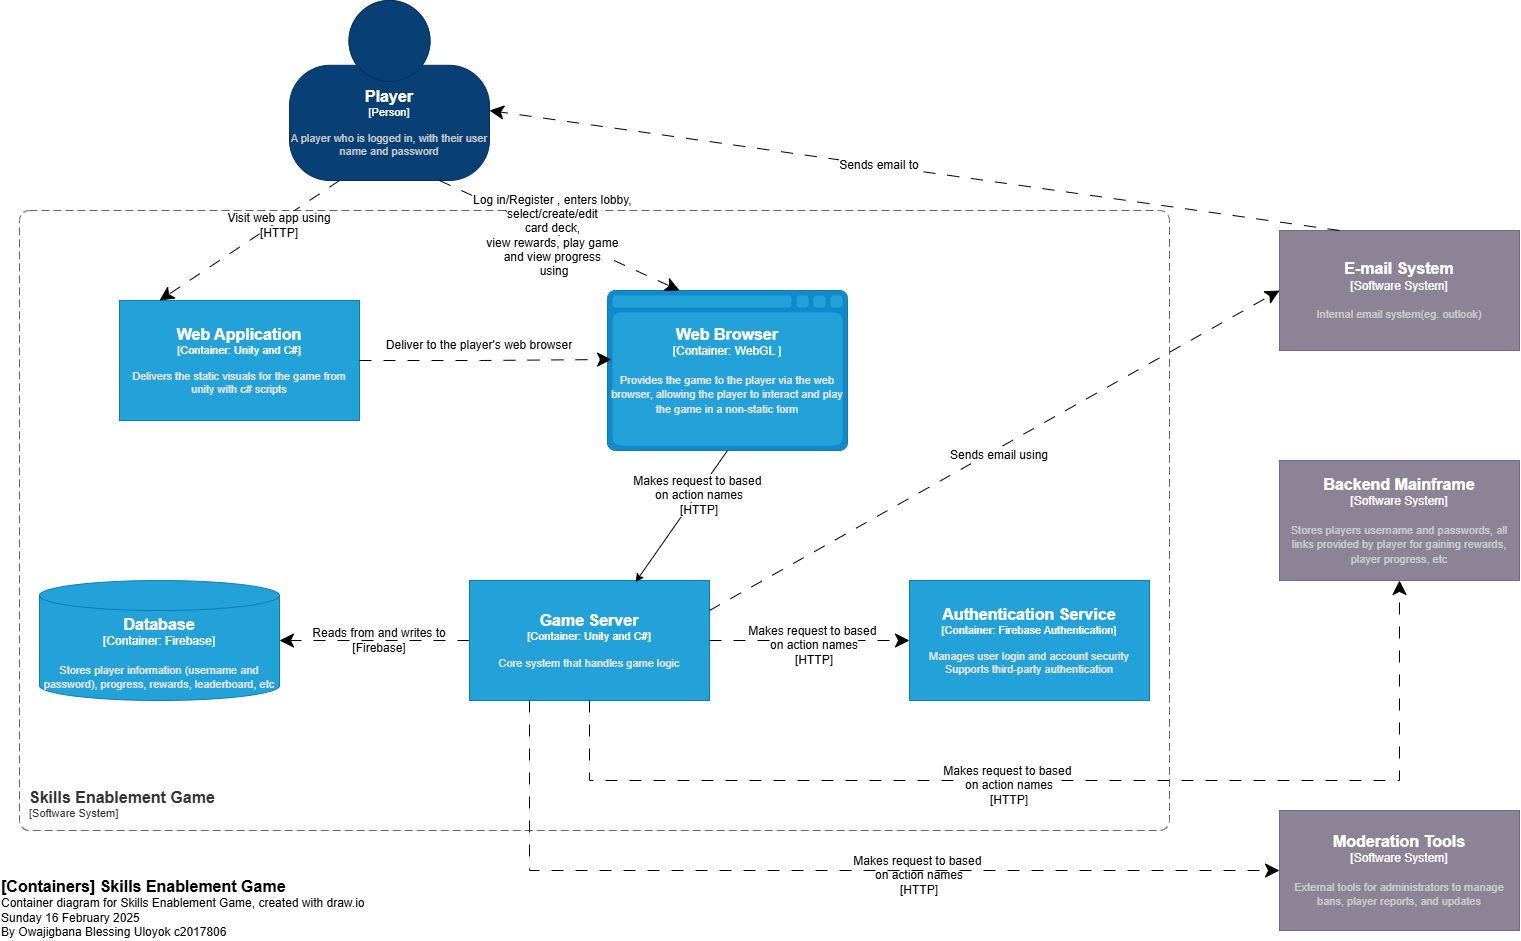 Player
[Person]
A player who is logged in, with their user
name and password
Sends email to
Visit web app using
[HTTP]
Log in/Register , enters lobby,
select/create/edit
card deck,
view rewards, play game
and view progress
using
E-mail System
[Software System]
Internal email system(eg. outlook)
Web Application
[Container: Unity and C#]
Delivers the static visuals for the game from
unity with c# scripts
Deliver to the player's web browser
Web Browser
[Container: WebGL ]
Provides the game to the player via the web
browser, allowing the player to interact and play
the game in a non-static form
Sends email using
Makes request to based
on action names
[HTTP]
Backend Mainframe
[Software System]
Stores players username and passwords, all
links provided by player for gaining rewards,
player progress, etc
Database
[Container: Firebase]
Stores player information (username and
password), progress, rewards, leaderboard, etc
Reads from and writes to
[Firebase]
Game Server
[Container: Unity and C#]
Core system that handles game logic
Makes request to based
on action names
[HTTP]
Authentication Service
[Container: Firebase Authentication]
Manages user login and account security
Supports third-party authentication
Makes request to based
on action names
[HTTP]
Skills Enablement Game
[Software System]
Makes request to based
on action names
[HTTP]
Moderation Tools
[Software System]
External tools for administrators to manage
bans, player reports, and updates
[Containers] Skills Enablement Game
Container diagram for Skills Enablement Game, created with draw.io
Sunday 16 February 2025
By Owajigbana Blessing Uloyok c2017806